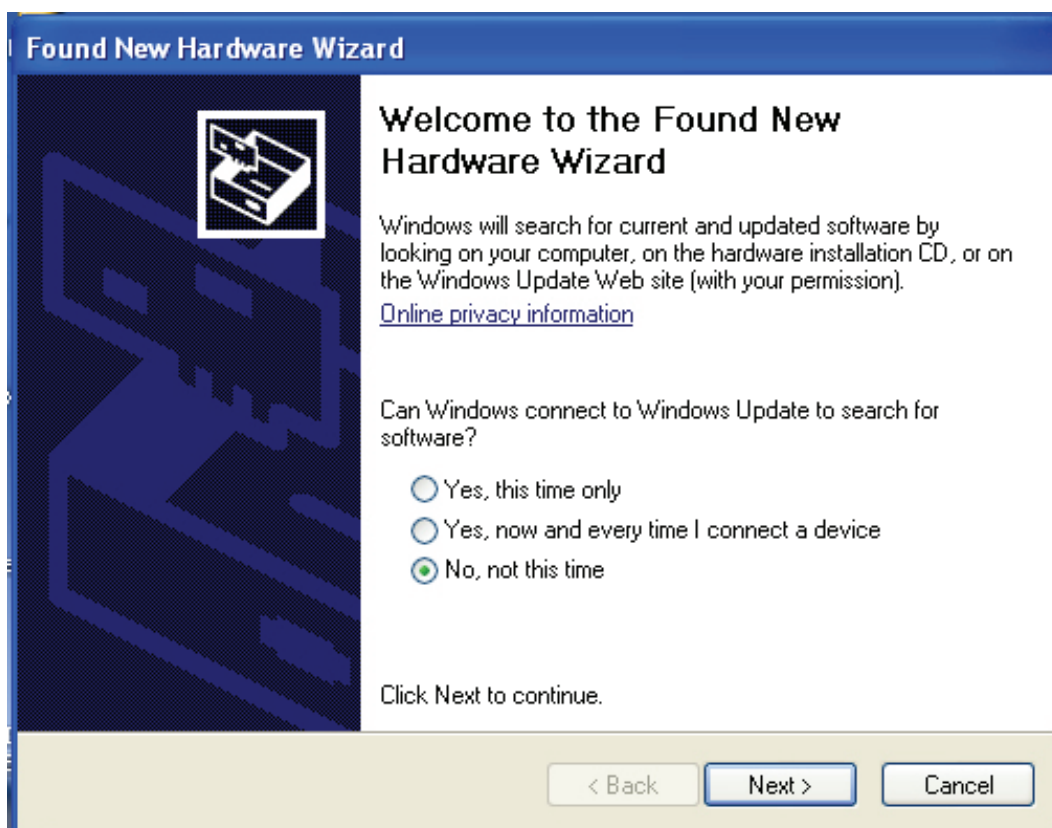 Found New Hardware Wizard
Welcome to the Found New
Hardware Wizard
Windows will search for current and updated software by
looking on your computer, on the hardware installation CD, or on
the Windows Update Web site (with your permission).
Online privacy information
Can Windows connect to Windows Update to search for
software?
Yes, this time only
Yes, now and every time I connect a device
No, not this time
Click Next to continue.
< Back
Next >
Cancel